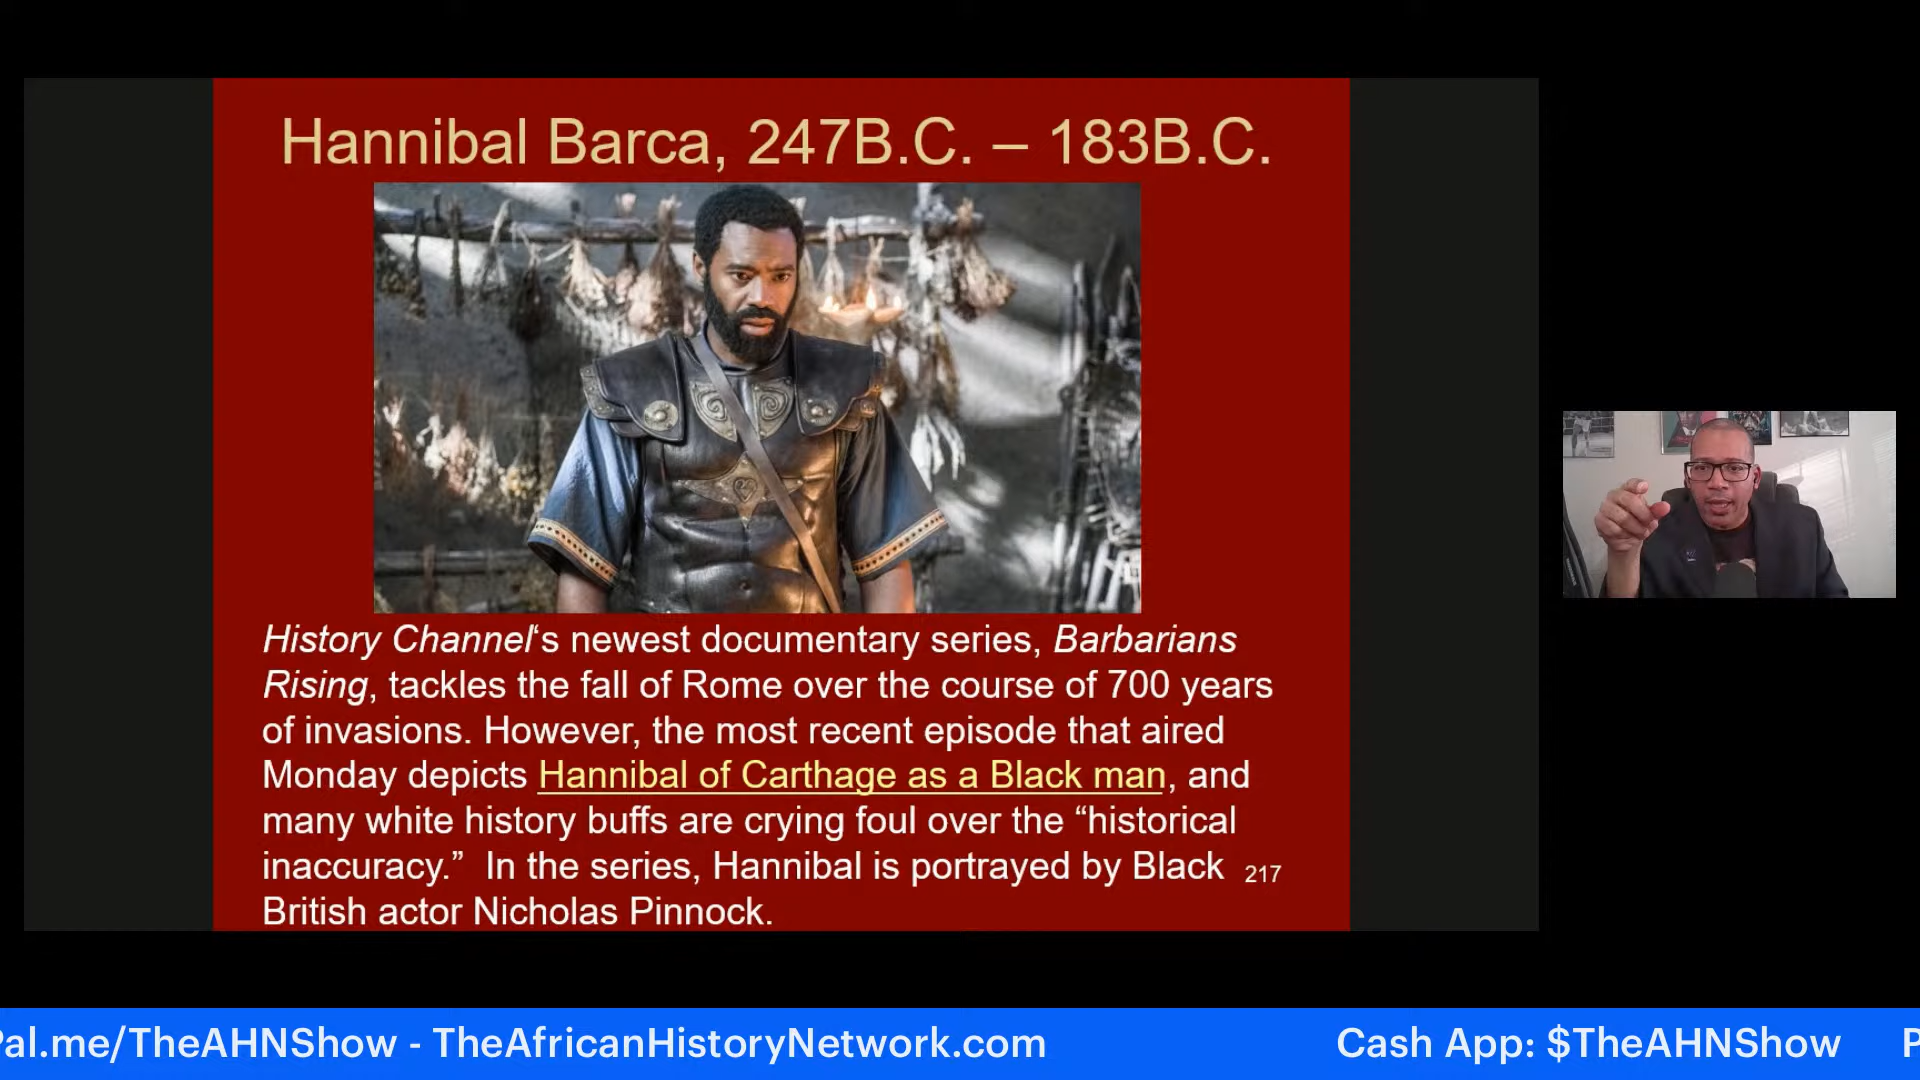 Hannibal Barca, 247B.C. – 183B.C.
History Channel‘s newest documentary series, Barbarians
Rising, tackles the fall of Rome over the course of 700 years
of invasions. However, the most recent episode that aired
Monday depicts Hannibal of Carthage as a Black man, and
many white history buffs are crying foul over the “historical
inaccuracy.”  In the series, Hannibal is portrayed by Black
217
British actor Nicholas Pinnock.
Pal.me/TheAHNShow - TheAfricanHistoryNetwork.com
Cash App: $TheAHNShow
P